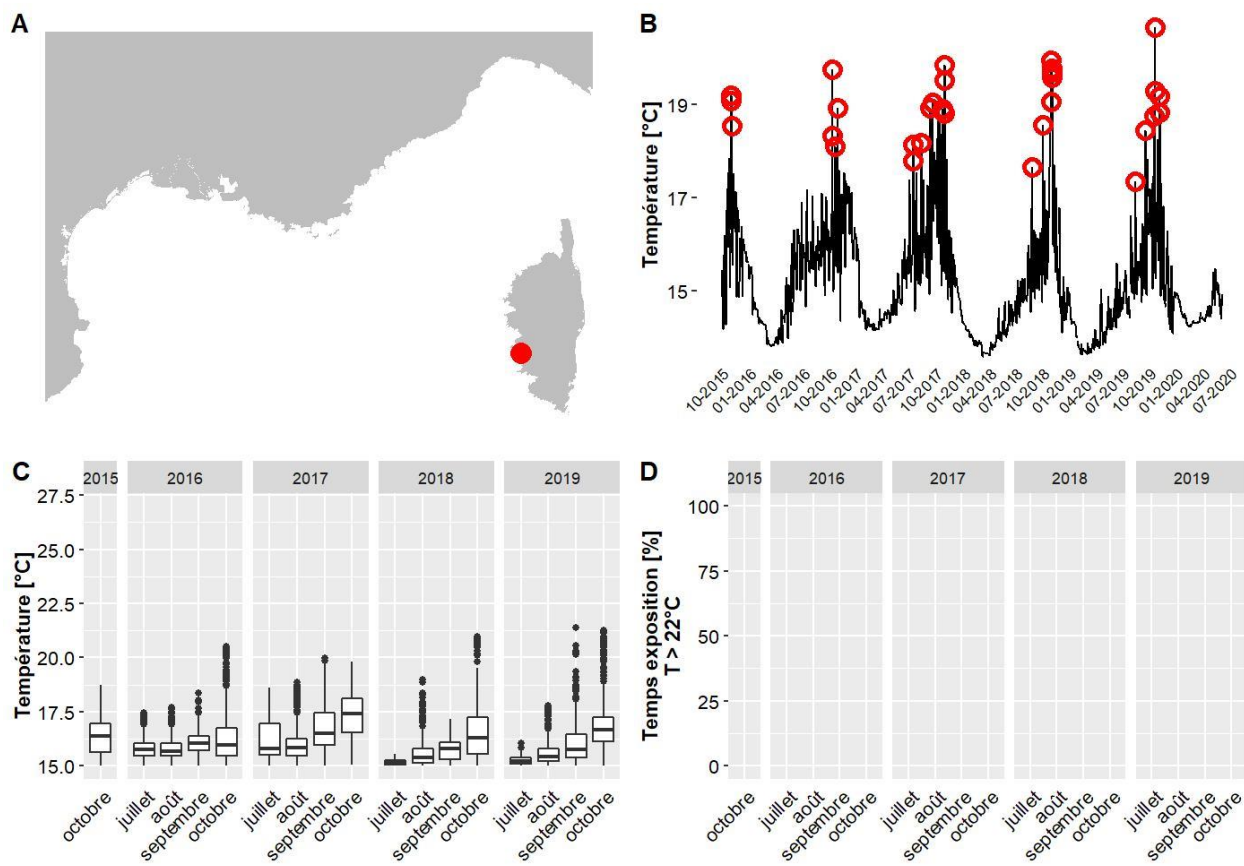 A
B
Température [°C]
19
17
15
10-2015
01-2016
04-2016
07-2016
10-2016
01-2017
04-2017
07-2017
10-2017
01-2018
04-2018
07-2018
10-2018
01-2019
04-2019
07-2019
10-2019
01-2020
04-2020
07-2020
C
2015
2016
2017
2018
2019
Température [°C]
27.5
25.0
22.5
20.0
17.5
15.0
octobre
juillet
août
septembre
octobre
juillet
août
septembre
octobre
juillet
août
septembre
octobre
juillet
août
septembre
octobre
D
2015
2016
2017
2018
2019
Temps exposition [%]
T > 22°C
100
75
50
25
0
octobre
juillet
août
septembre
octobre
juillet
août
septembre
octobre
juillet
août
septembre
octobre
juillet
août
septembre
octobre